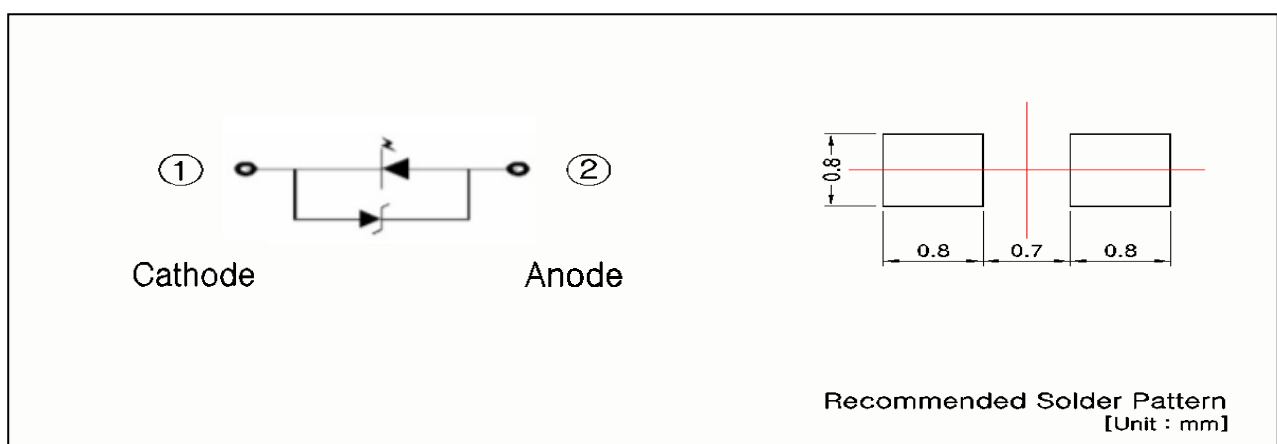 ① ②
Cathode Anode
0.8
0.8 0.7 0.8
Recommended Solder Pattern
[Unit : mm]